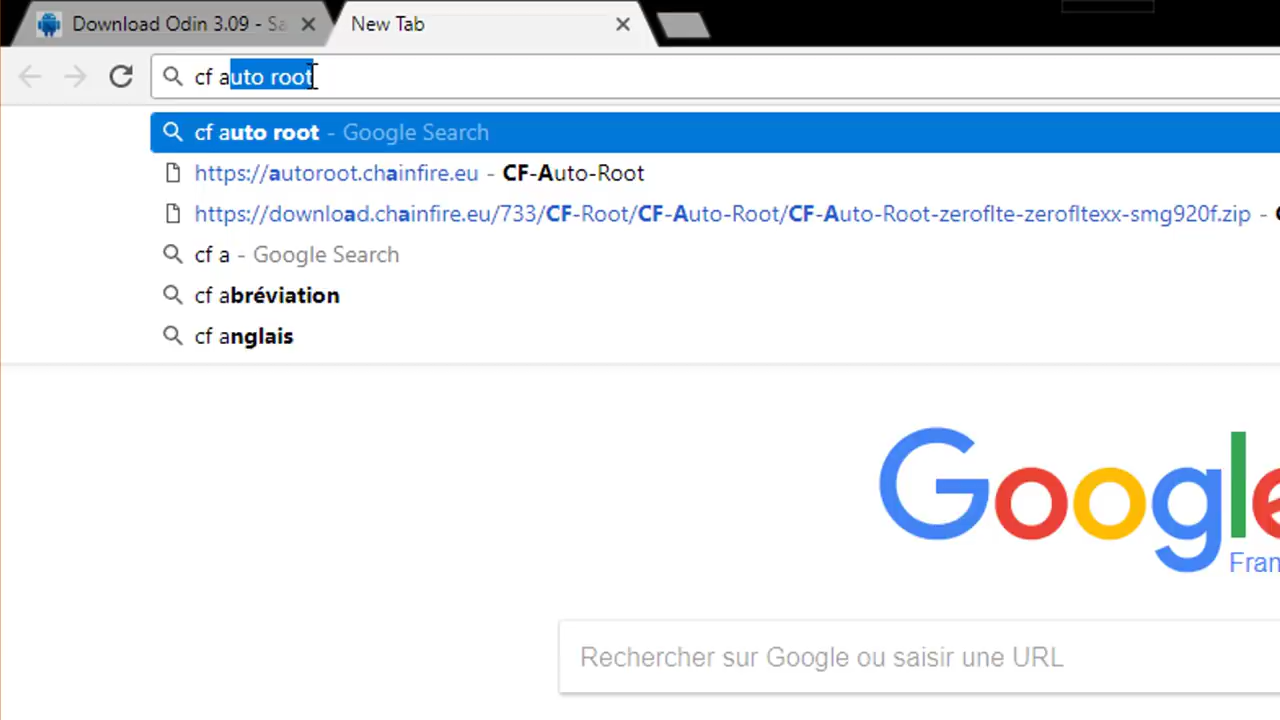 Download Odin 3.09 - Sa
New Tab
cf auto root
cf auto root - Google Search
https://autoroot.chainfire.eu - CF-Auto-Root
https://download.chainfire.eu/733/CF-Root/CF-Auto-Root/CF-Auto-Root-zeroflte-zerofltexx-smg920f.zip -
cf a - Google Search
cf abréviation
cf anglais
Google
Fran
Rechercher sur Google ou saisir une URL